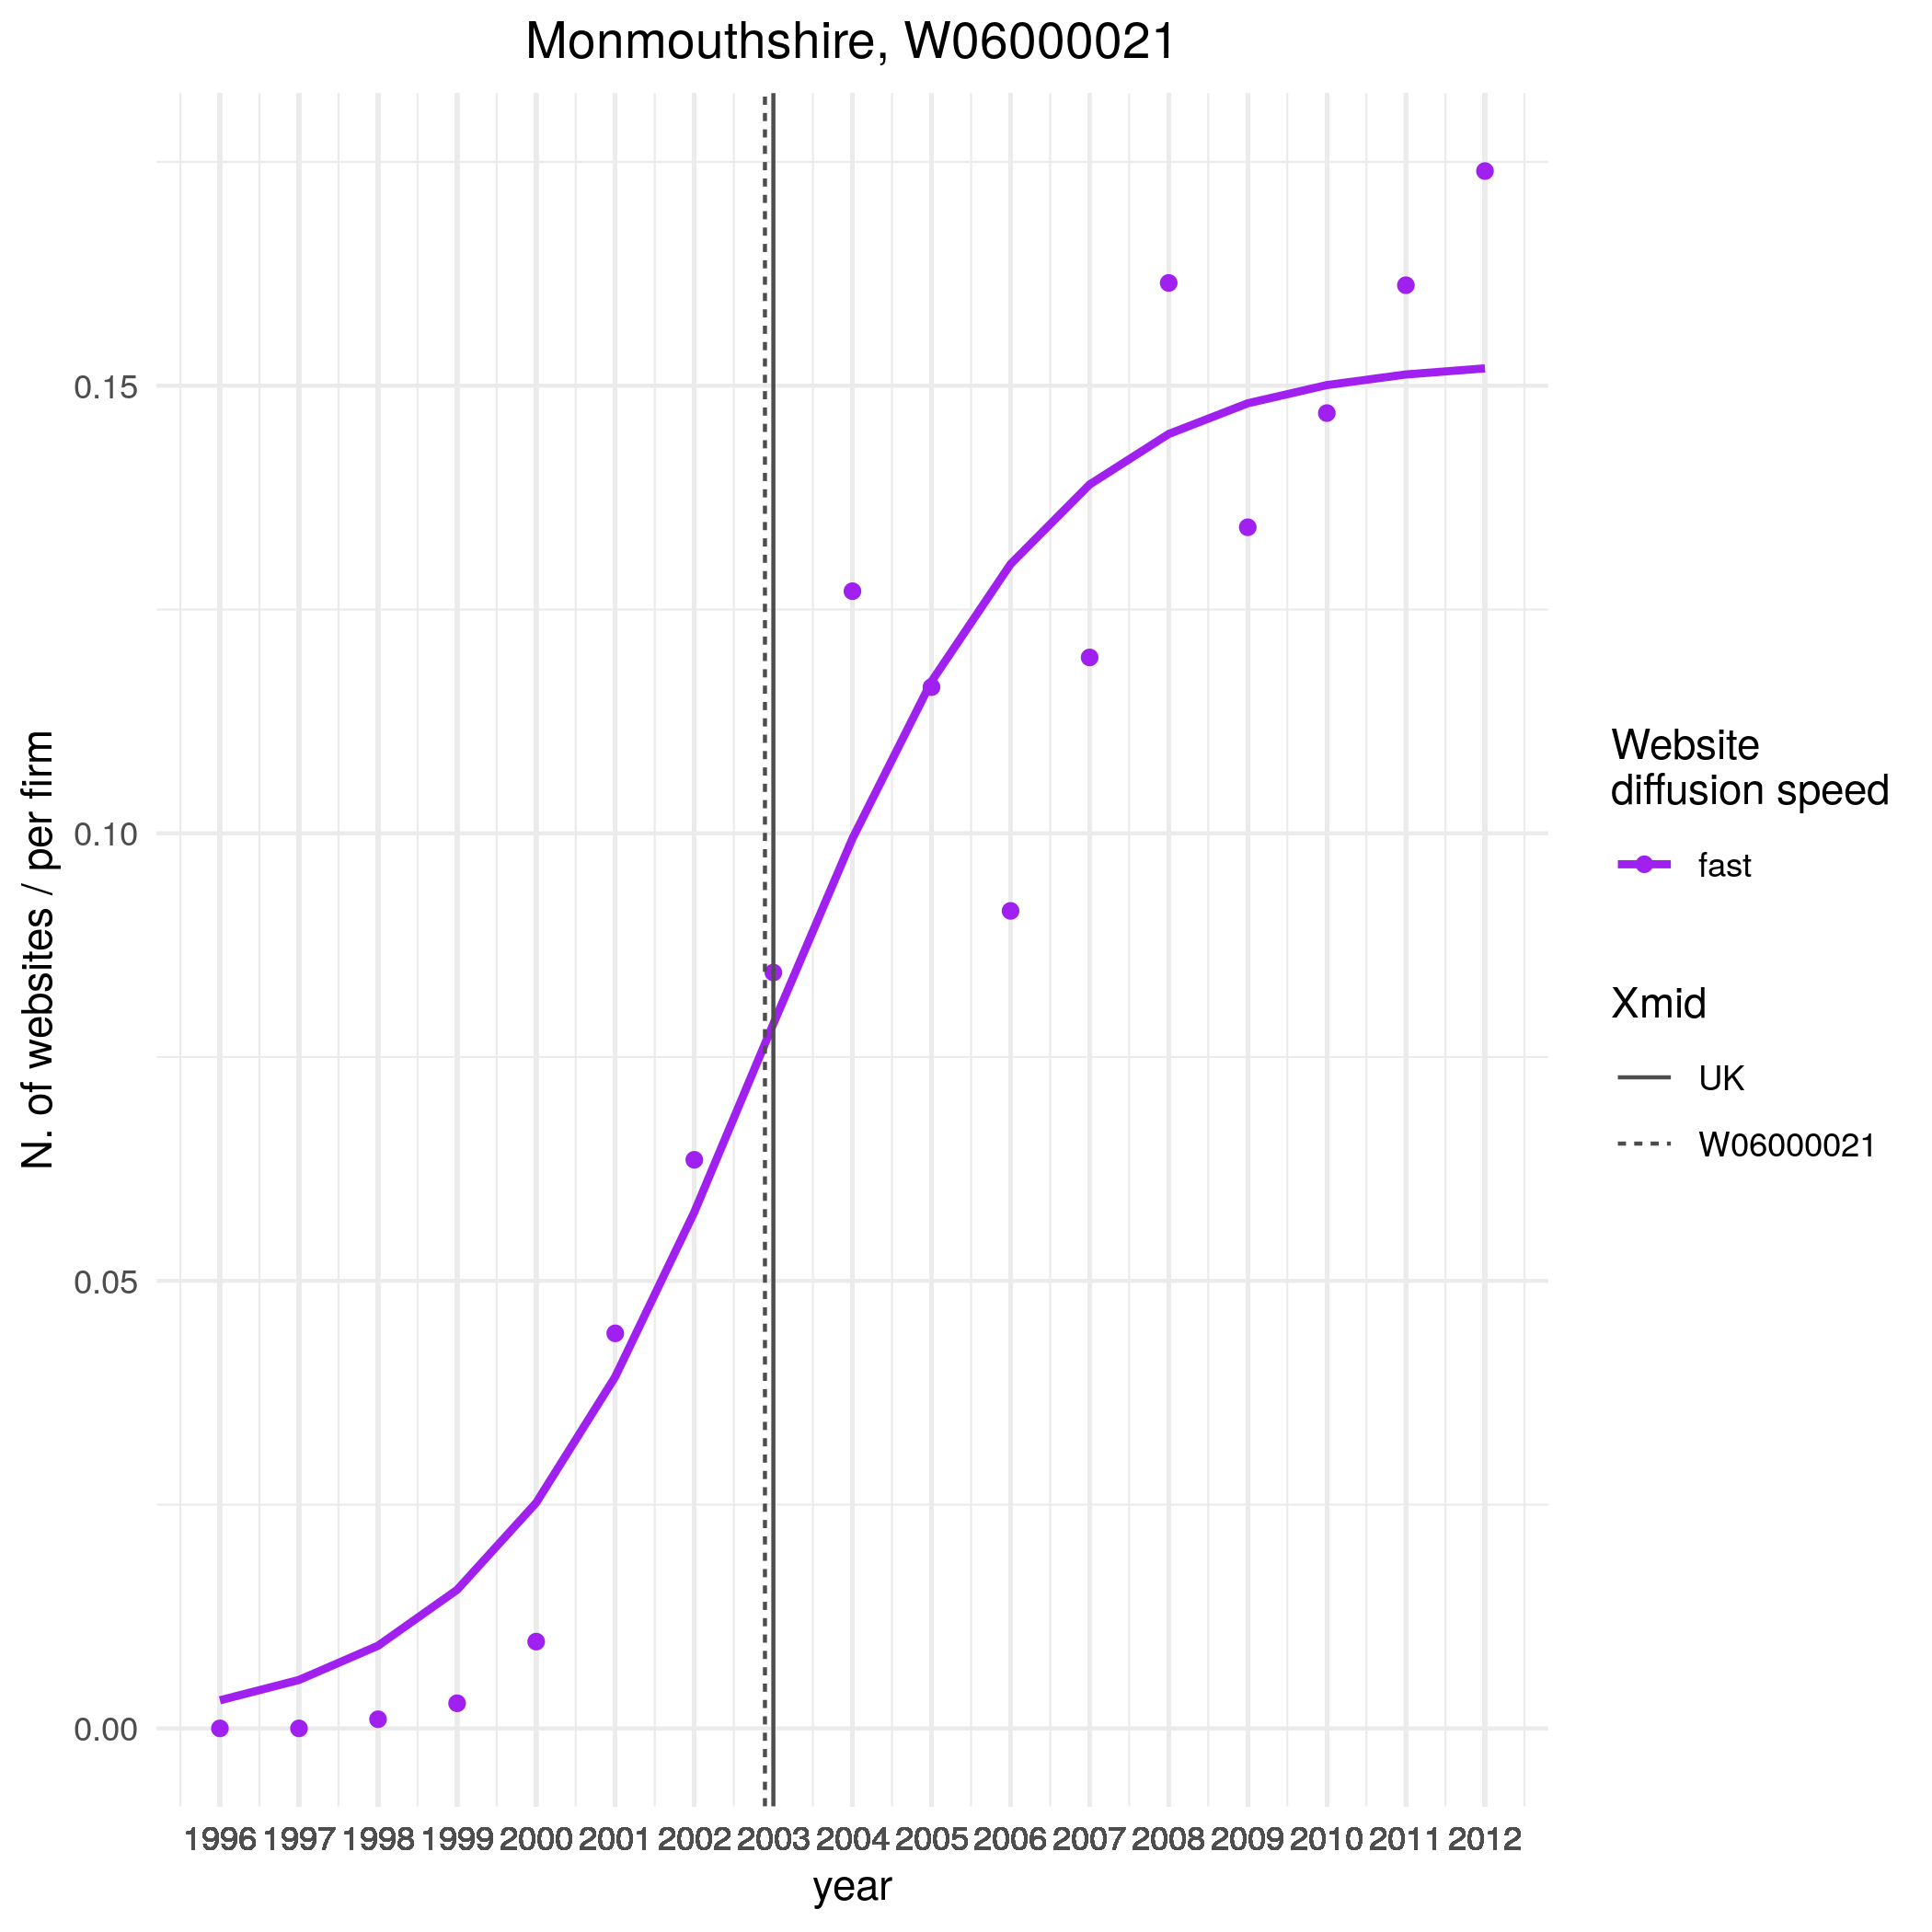 Monmouthshire, W06000021
N. of websites / per firm
0.15
0.10
0.05
0.00
1996 1997 1998 1999 2000 2001 2002 2003 2004 2005 2006 2007 2008 2009 2010 2011 2012
year
Website
diffusion speed
fast
Xmid
UK
W06000021